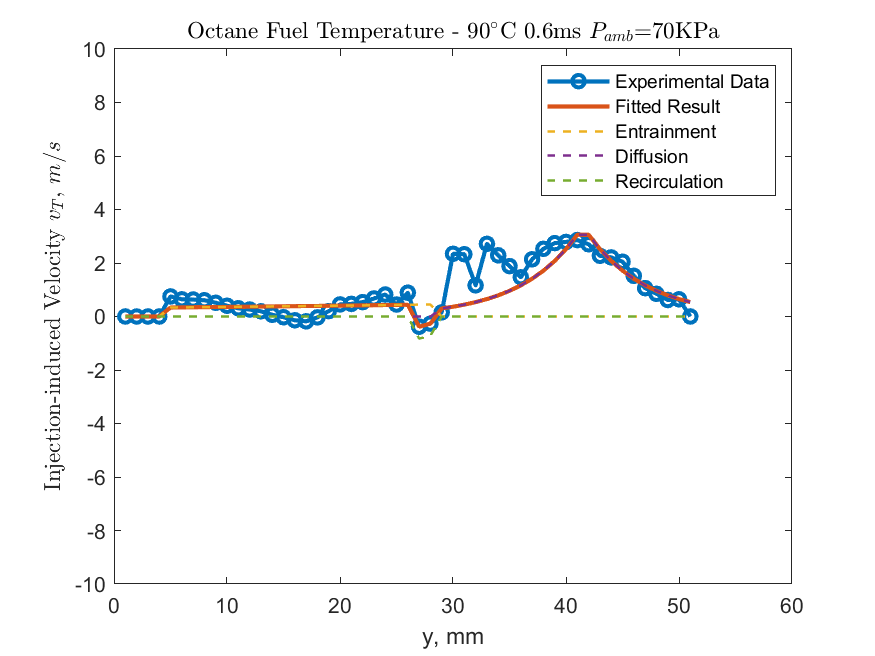 Octane Fuel Temperature - 90°C 0.6ms P_amb=70KPa
Injection-induced Velocity v_T, m/s
10
8
6
4
2
0
-2
-4
-6
-8
-10
Experimental Data
Fitted Result
Entrainment
Diffusion
Recirculation
0 10 20 30 40 50 60
y, mm